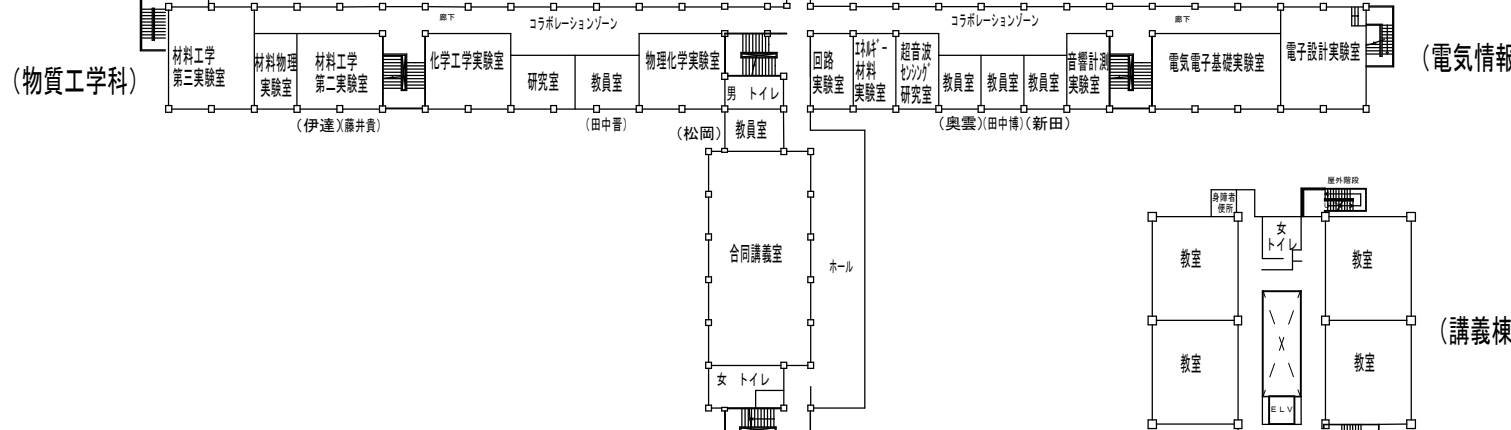 廊下
コラボレーションゾーン
コラボレーションゾーン
廊下
(物質工学科)
材料工学
第三実験室
材料物理
実験室
材料工学
第二実験室
化学工学実験室
研究室
教員室
物理化学実験室
男 トイレ
教員室
回路
実験室
エネルギー
材料
実験室
超音波
センシング
研究室
教員室
教員室
教員室
音響計測
実験室
電気電子基礎実験室
電子設計実験室
(電気情報
(伊達)
(藤井貴)
(田中晋)
(松岡)
(奥雲)
(田中博)
(新田)
合同講義室
ホール
女 トイレ
屋外階段
身障者
便所
女
トイレ
教室
教室
教室
教室
ELV
(講義棟